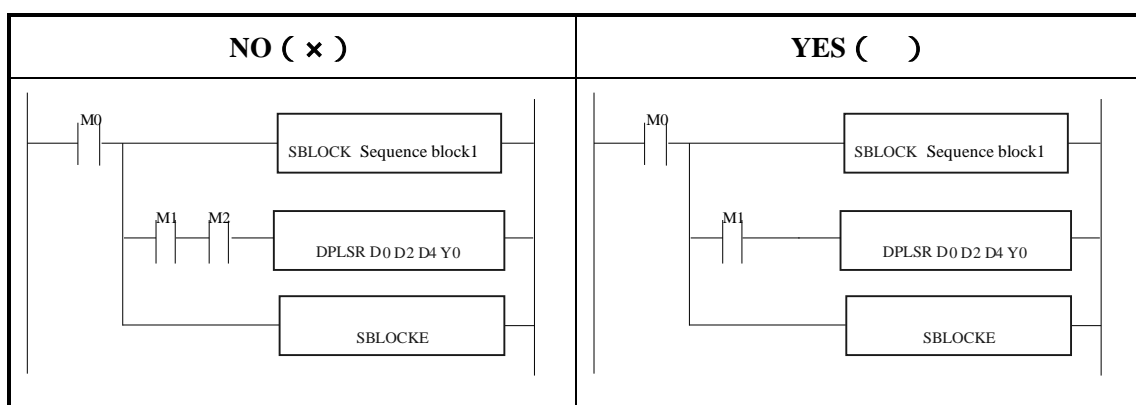 NO ( × )
YES ( )
M0
SBLOCK Sequence block1
M1 M2
DPLSR D0 D2 D4 Y0
SBLOCKE
M0
SBLOCK Sequence block1
M1
DPLSR D0 D2 D4 Y0
SBLOCKE